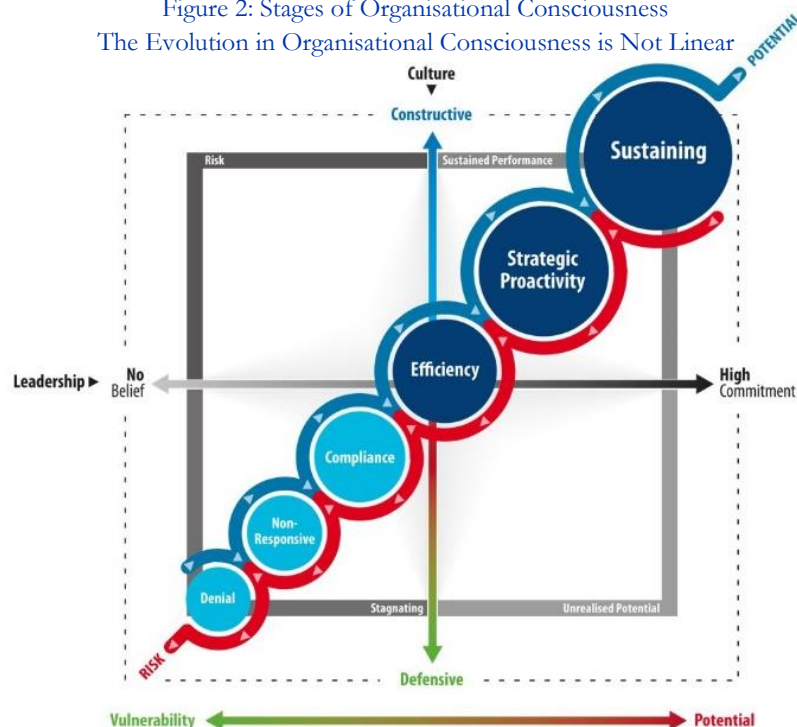 Figure 2: Stages of Organisational Consciousness
The Evolution in Organisational Consciousness is Not Linear
POTENTIAL
Culture
Constructive
Risk
Sustained Performance
Sustaining
Strategic
Proactivity
Efficiency
Leadership
No
Belief
High
Commitment
Compliance
Non-
Responsive
Denial
Stagnating
Unrealised Potential
RISK
Defensive
Vulnerability
Potential